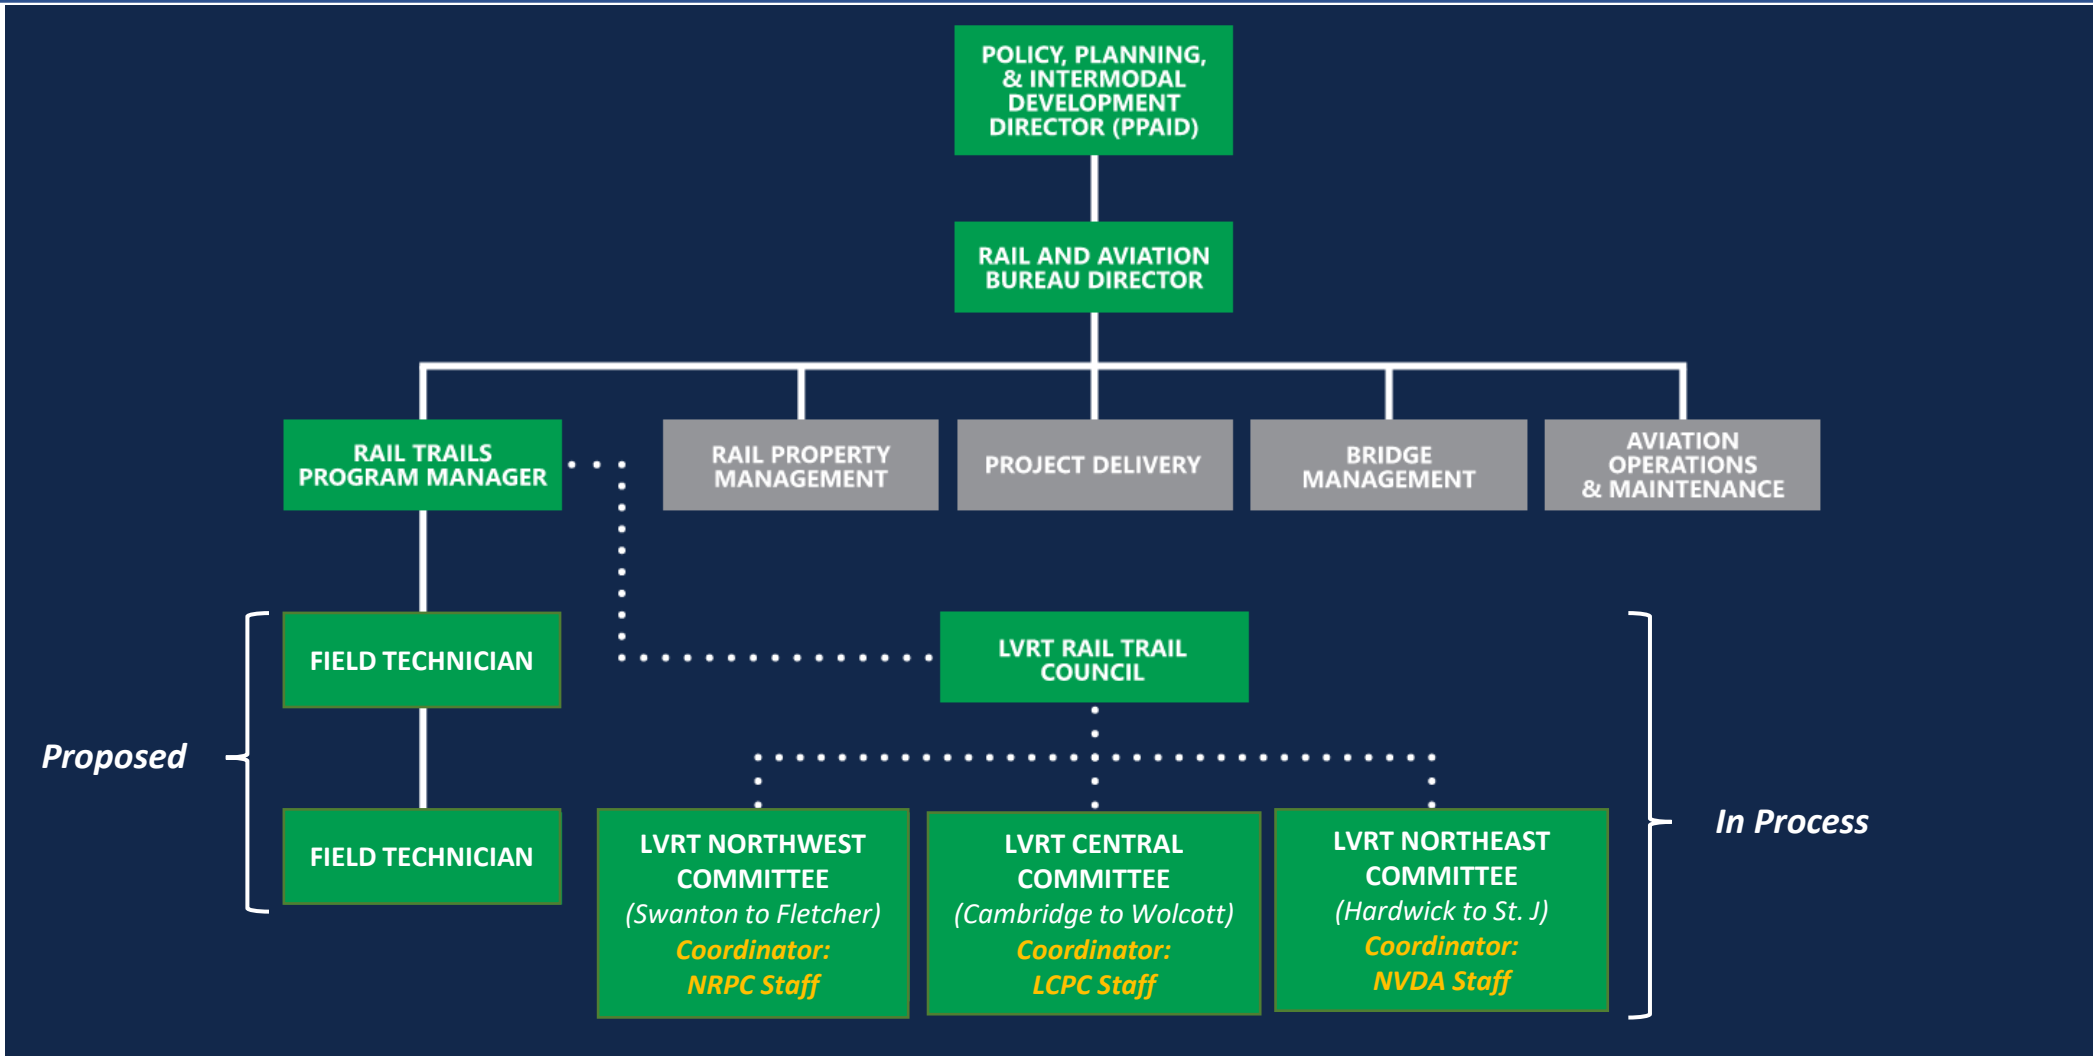 POLICY, PLANNING,
& INTERMODAL
DEVELOPMENT
DIRECTOR (PPAID)
RAIL AND AVIATION
BUREAU DIRECTOR
RAIL TRAILS
PROGRAM MANAGER
RAIL PROPERTY
MANAGEMENT
PROJECT DELIVERY
BRIDGE
MANAGEMENT
AVIATION
OPERATIONS
& MAINTENANCE
Proposed
FIELD TECHNICIAN
FIELD TECHNICIAN
LVRT RAIL TRAIL
COUNCIL
LVRT NORTHWEST
COMMITTEE
(Swanton to Fletcher)
Coordinator:
NRPC Staff
LVRT CENTRAL
COMMITTEE
(Cambridge to Wolcott)
Coordinator:
LCPC Staff
LVRT NORTHEAST
COMMITTEE
(Hardwick to St. J)
Coordinator:
NVDA Staff
In Process